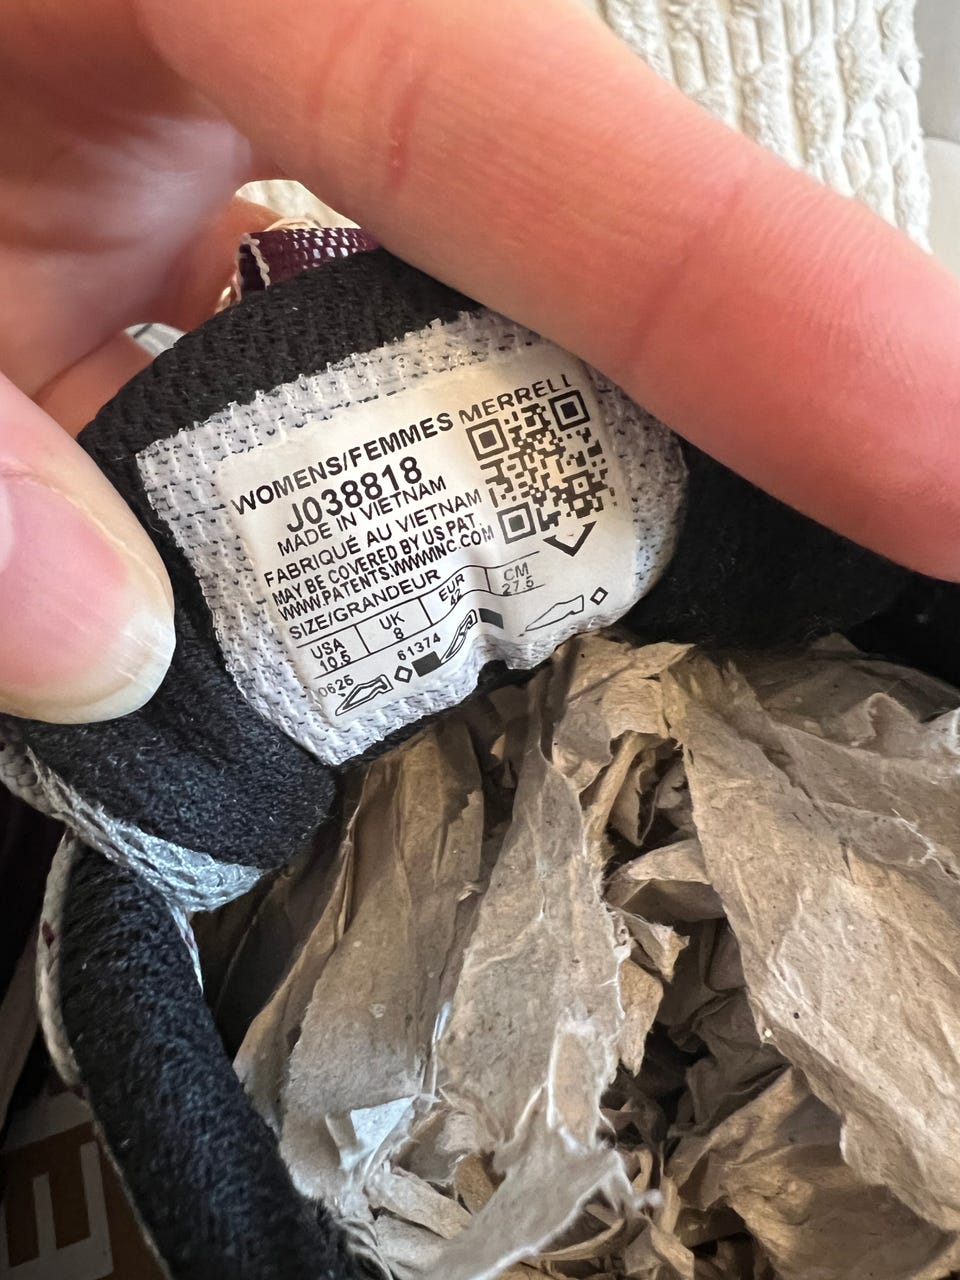 WOMENS/FEMMES MERRELL
J038818
MADE IN VIETNAM
FABRIQUÉ AU VIETNAM
MAY BE COVERED BY US PAT.
WWW.PATENTS.WWWINC.COM
SIZE/GRANDEUR
USA UK EUR CM
10.5 8 42 27.5
0625 61374
E